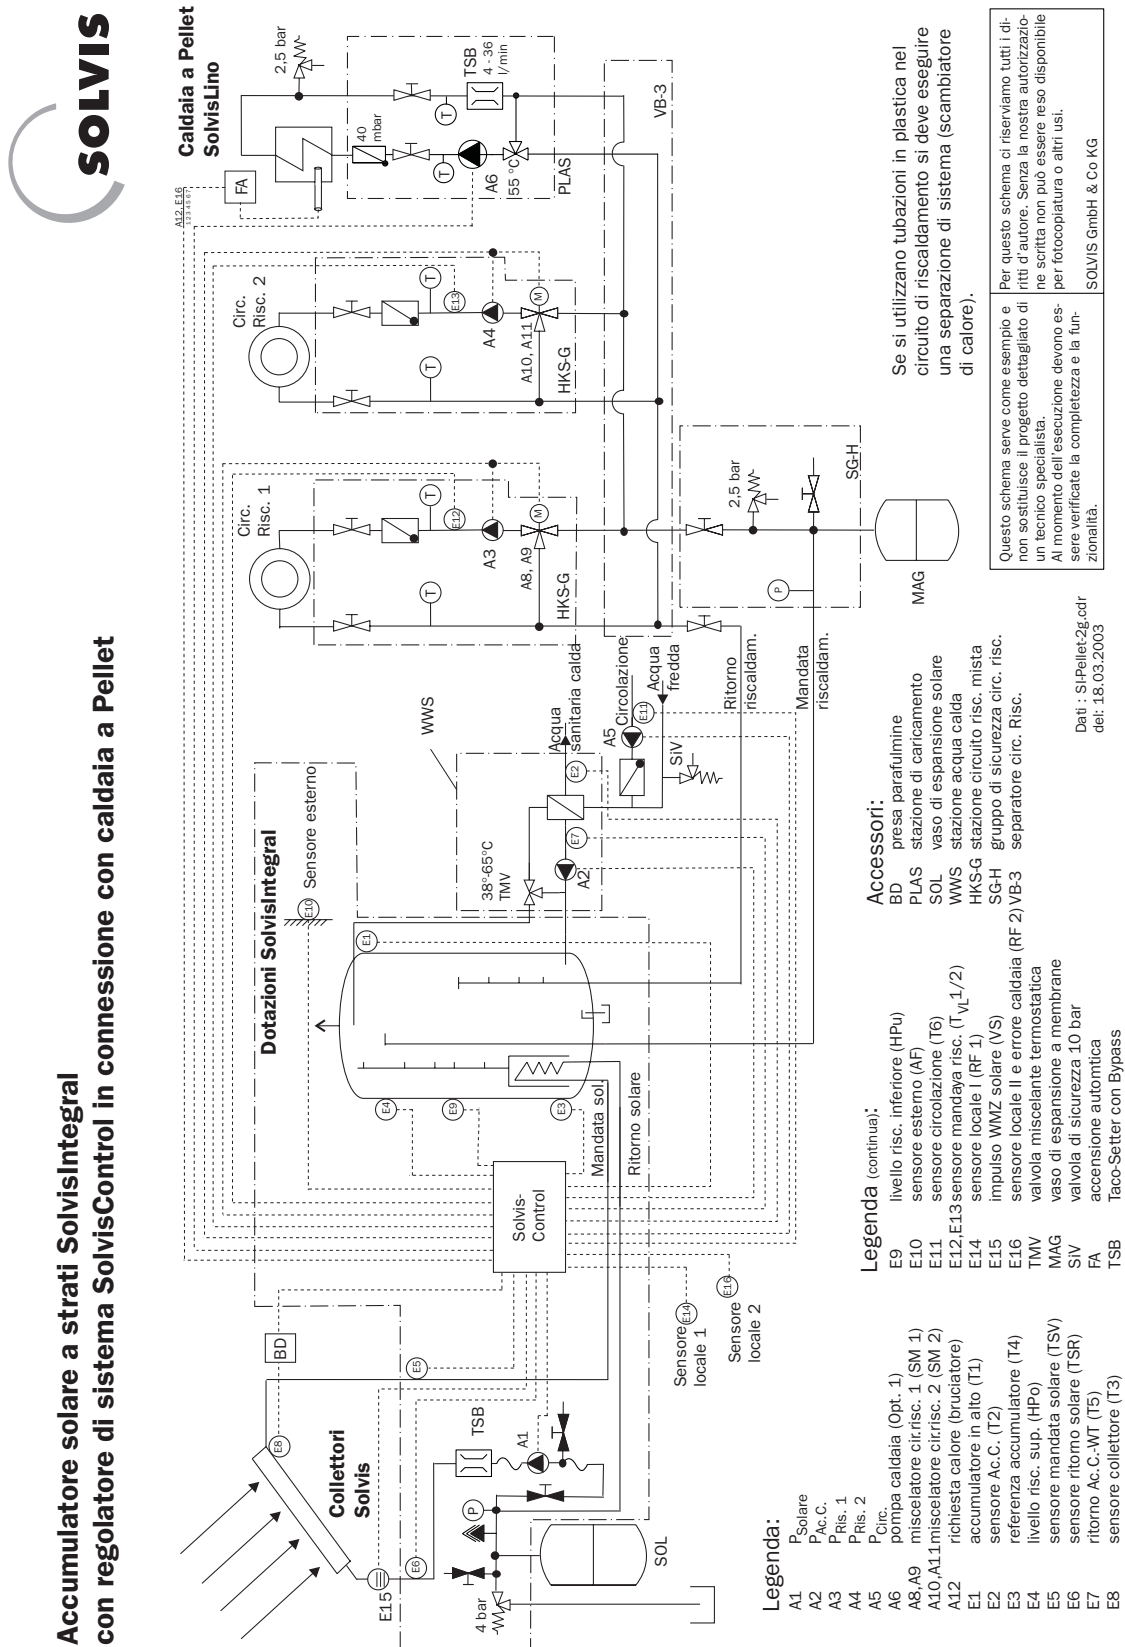 Accumulatore solare a strati SolvisIntegral
con regolatore di sistema SolvisControl in connessione con caldaia a Pellet
SOLVIS
Caldaia a Pellet
SolvisLino
A12, E16
1 2 3 4 5 6 7
FA
2,5 bar
40
mbar
TSB
4 - 36
l/min
T
T
A6
55 °C
PLAS
VB-3
Circ.
Risc. 2
T
T
E13
A4
M
A10, A11
HKS-G
Circ.
Risc. 1
T
T
E12
A3
M
A8, A9
HKS-G
2,5 bar
SG-H
P
MAG
Dotazioni SolvisIntegral
E10
Sensore esterno
WWS
38°-65°C
TMV
A2
E7
E2
Acqua
sanitaria calda
A5
Circolazione
E11
Acqua
fredda
SiV
Ritorno
riscaldam.
Mandata
riscaldam.
E1
E4
E9
E3
Mandata sol.
Ritorno solare
Solvis-
Control
BD
E8
E5
Collettori
Solvis
E15
E6
TSB
A1
P
4 bar
SOL
E14
Sensore
locale 1
E16
Sensore
locale 2
Se si utilizzano tubazioni in plastica nel
circuito di riscaldamento si deve eseguire
una separazione di sistema (scambiatore
di calore).
Legenda:
A1 P Solare
A2 P Ac.C.
A3 P Ris. 1
A4 P Ris. 2
A5 P Circ.
A6 pompa caldaia (Opt. 1)
A8,A9 miscelatore cir.risc. 1 (SM 1)
A10,A11 miscelatore cir.risc. 2 (SM 2)
A12 richiesta calore (bruciatore)
E1 accumulatore in alto (T1)
E2 sensore Ac.C. (T2)
E3 referenza accumulatore (T4)
E4 livello risc. sup. (HPo)
E5 sensore mandata solare (TSV)
E6 sensore ritorno solare (TSR)
E7 ritorno Ac.C.-WT (T5)
E8 sensore collettore (T3)
Legenda (continua):
E9 livello risc. inferiore (HPu)
E10 sensore esterno (AF)
E11 sensore circolazione (T6)
E12,E13 sensore mandaya risc. (T VL 1/2)
E14 sensore locale I (RF 1)
E15 impulso WMZ solare (VS)
E16 sensore locale II e errore caldaia (RF 2)
TMV valvola miscelante termostatica
MAG vaso di espansione a membrane
SiV valvola di sicurezza 10 bar
FA accensione automtica
TSB Taco-Setter con Bypass
Accessori:
BD presa parafulmine
PLAS stazione di caricamento
SOL vaso di espansione solare
WWS stazione acqua calda
HKS-G stazione circuito risc. mista
SG-H gruppo di sicurezza circ. risc.
VB-3 separatore circ. Risc.
Dati : SI-Pellet-2g.cdr
del: 18.03.2003
Questo schema serve come esempio e
non sostituisce il progetto dettagliato di
un tecnico specialista.
Al momento dell'esecuzione devono es-
sere verificate la completezza e la fun-
zionalità.
Per questo schema ci riserviamo tutti i di-
ritti d'autore. Senza la nostra autorizzazio-
ne scritta non può essere reso disponibile
per fotocopiatura o altri usi.
SOLVIS GmbH & Co KG